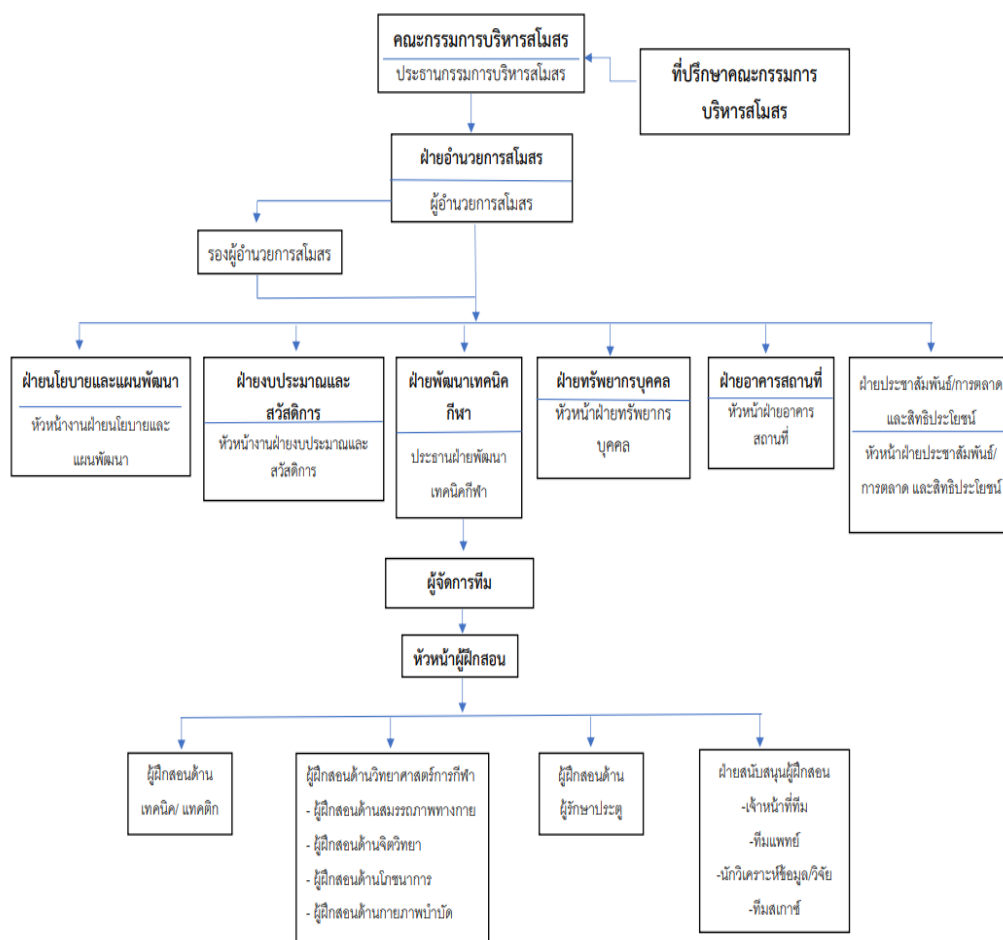 คณะกรรมการบริหารสโมสร
ประธานกรรมการบริหารสโมสร
ที่ปรึกษาคณะกรรมการ
บริหารสโมสร
ฝ่ายอำนวยการสโมสร
ผู้อำนวยการสโมสร
รองผู้อำนวยการสโมสร
ฝ่ายนโยบายและแผนพัฒนา
หัวหน้างานฝ่ายนโยบายและ
แผนพัฒนา
ฝ่ายงบประมาณและ
สวัสดิการ
หัวหน้างานฝ่ายงบประมาณและ
สวัสดิการ
ฝ่ายพัฒนาเทคนิค
กีฬา
ประธานฝ่ายพัฒนา
เทคนิคกีฬา
ฝ่ายทรัพยากรบุคคล
หัวหน้าฝ่ายทรัพยากร
บุคคล
ฝ่ายอาคารสถานที่
หัวหน้าฝ่ายอาคาร
สถานที่
ฝ่ายประชาสัมพันธ์/การตลาด
และสิทธิประโยชน์
หัวหน้าฝ่ายประชาสัมพันธ์/
การตลาด และสิทธิประโยชน์
ผู้จัดการทีม
หัวหน้าผู้ฝึกสอน
ผู้ฝึกสอนด้าน
เทคนิค/ แทคติก
ผู้ฝึกสอนด้านวิทยาศาสตร์การกีฬา
- ผู้ฝึกสอนด้านสมรรถภาพทางกาย
- ผู้ฝึกสอนด้านจิตวิทยา
- ผู้ฝึกสอนด้านโภชนาการ
- ผู้ฝึกสอนด้านกายภาพบำบัด
ผู้ฝึกสอนด้าน
ผู้รักษาประตู
ฝ่ายสนับสนุนผู้ฝึกสอน
-เจ้าหน้าที่ทีม
-ทีมแพทย์
-นักวิเคราะห์ข้อมูล/วิจัย
-ทีมสเกาซ์